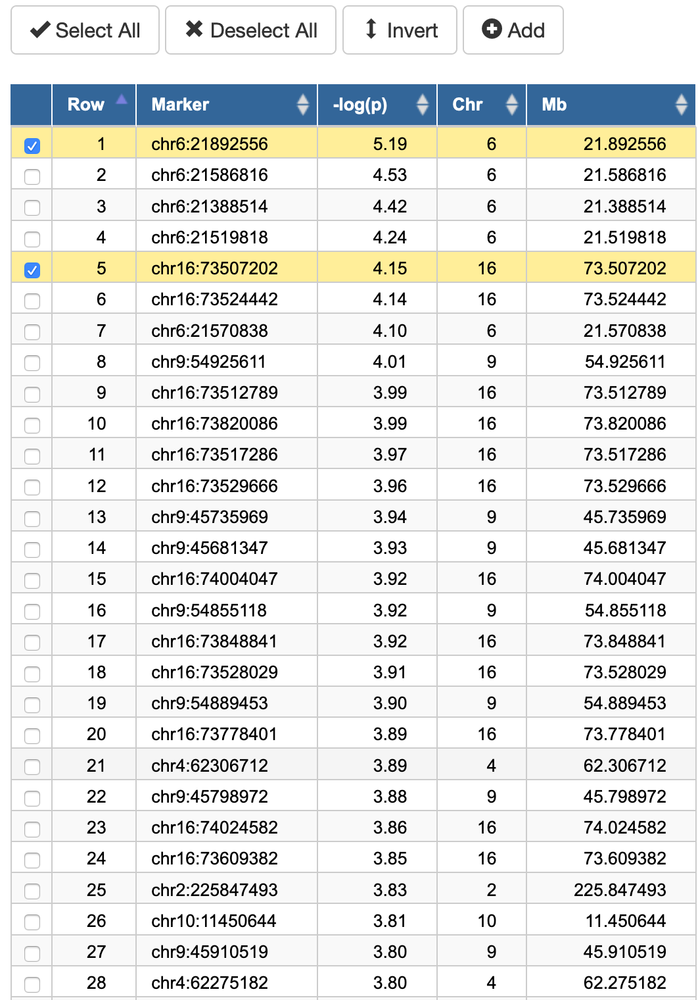 Select All Deselect All Invert Add
Row Marker -log(p) Chr Mb
1 chr6:21892556 5.19 6 21.892556
2 chr6:21586816 4.53 6 21.586816
3 chr6:21388514 4.42 6 21.388514
4 chr6:21519818 4.24 6 21.519818
5 chr16:73507202 4.15 16 73.507202
6 chr16:73524442 4.14 16 73.524442
7 chr6:21570838 4.10 6 21.570838
8 chr9:54925611 4.01 9 54.925611
9 chr16:73512789 3.99 16 73.512789
10 chr16:73820086 3.99 16 73.820086
11 chr16:73517286 3.97 16 73.517286
12 chr16:73529666 3.96 16 73.529666
13 chr9:45735969 3.94 9 45.735969
14 chr9:45681347 3.93 9 45.681347
15 chr16:74004047 3.92 16 74.004047
16 chr9:54855118 3.92 9 54.855118
17 chr16:73848841 3.92 16 73.848841
18 chr16:73528029 3.91 16 73.528029
19 chr9:54889453 3.90 9 54.889453
20 chr16:73778401 3.89 16 73.778401
21 chr4:62306712 3.89 4 62.306712
22 chr9:45798972 3.88 9 45.798972
23 chr16:74024582 3.86 16 74.024582
24 chr16:73609382 3.85 16 73.609382
25 chr2:225847493 3.83 2 225.847493
26 chr10:11450644 3.81 10 11.450644
27 chr9:45910519 3.80 9 45.910519
28 chr4:62275182 3.80 4 62.275182